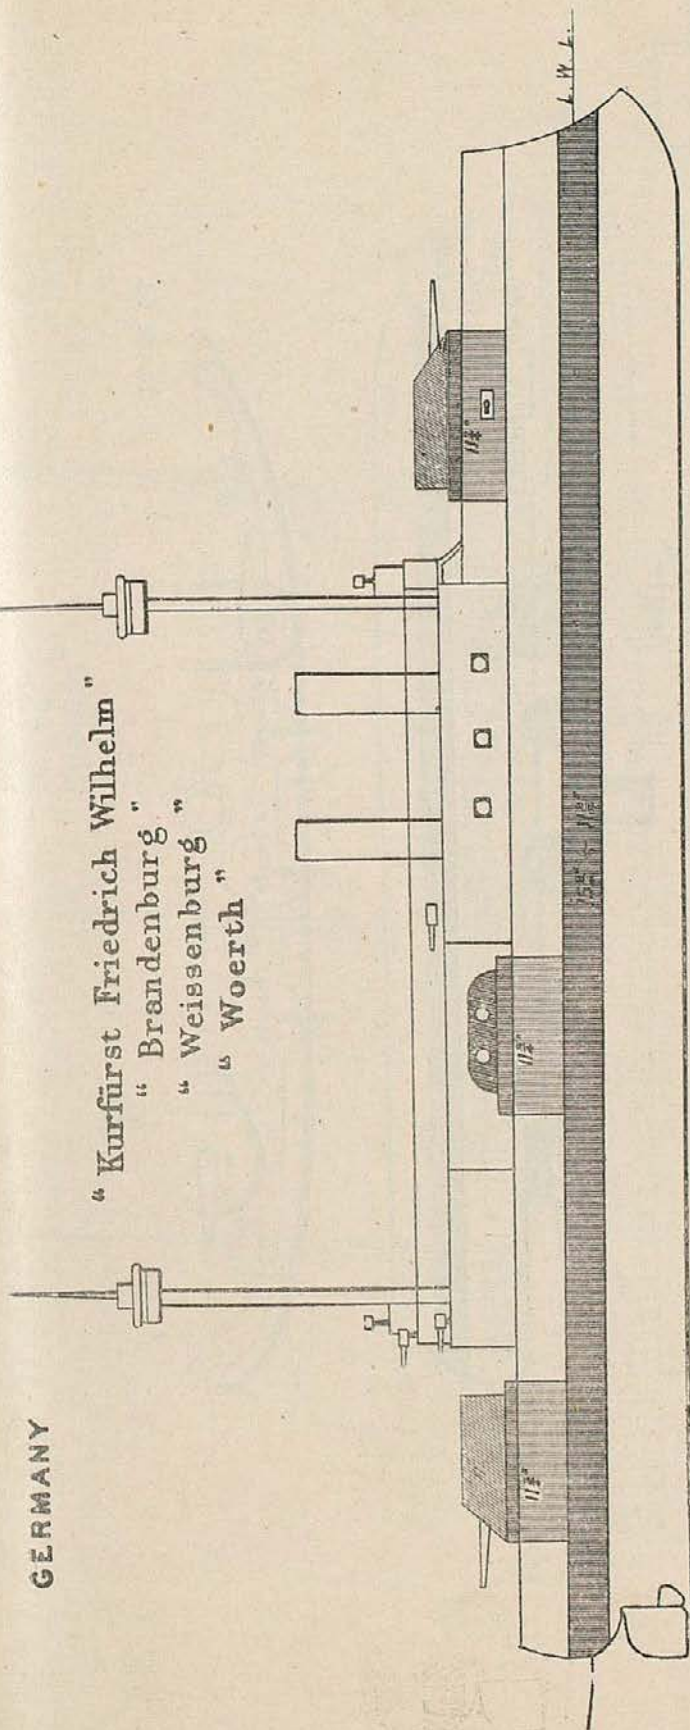 GERMANY
“Kurfürst Friedrich Wilhelm”
“Brandenburg”
“Weissenburg”
“Woerth”
L. W. L.
11¾"
11¾"
11¾"